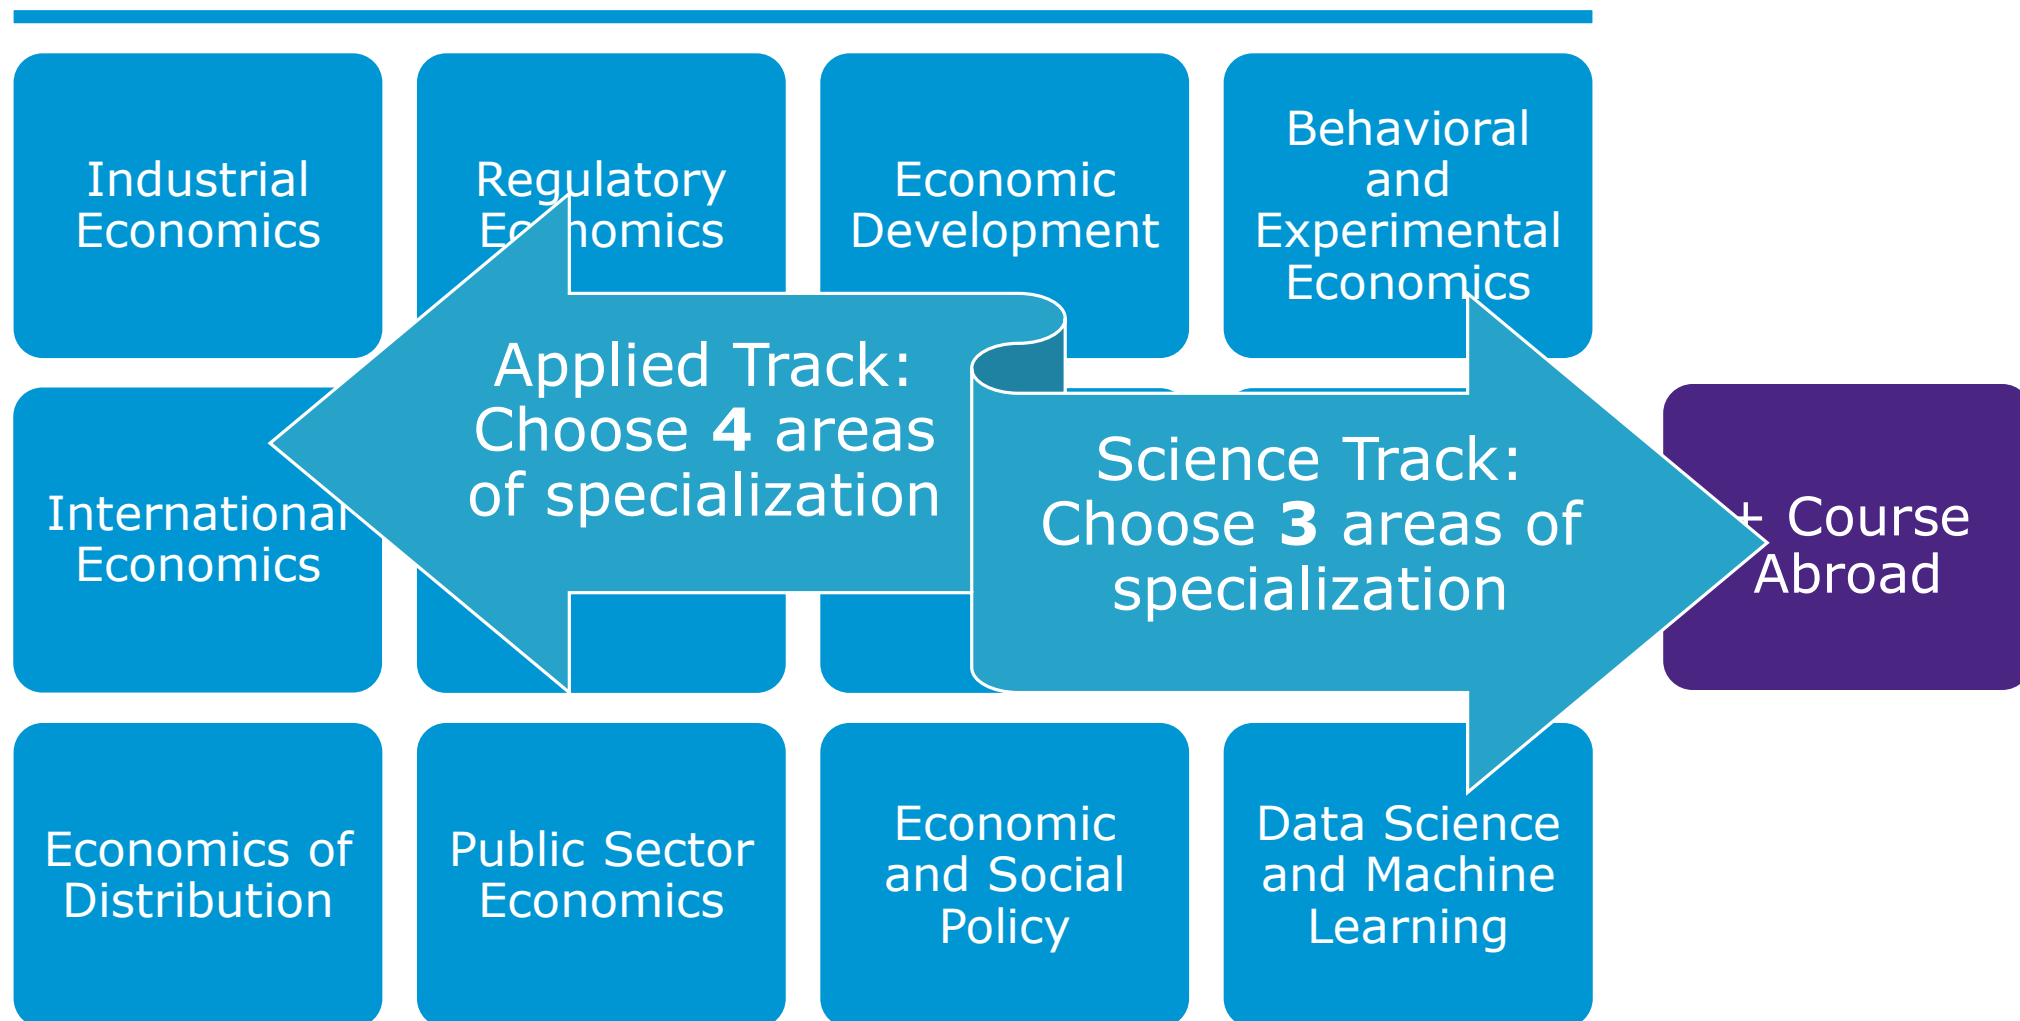 Industrial
Economics
Regulatory
Economics
Economic
Development
Behavioral
and
Experimental
Economics
Applied Track:
Choose 4 areas
of specialization
Science Track:
Choose 3 areas of
specialization
International
Economics
+ Course
Abroad
Economics of
Distribution
Public Sector
Economics
Economic
and Social
Policy
Data Science
and Machine
Learning